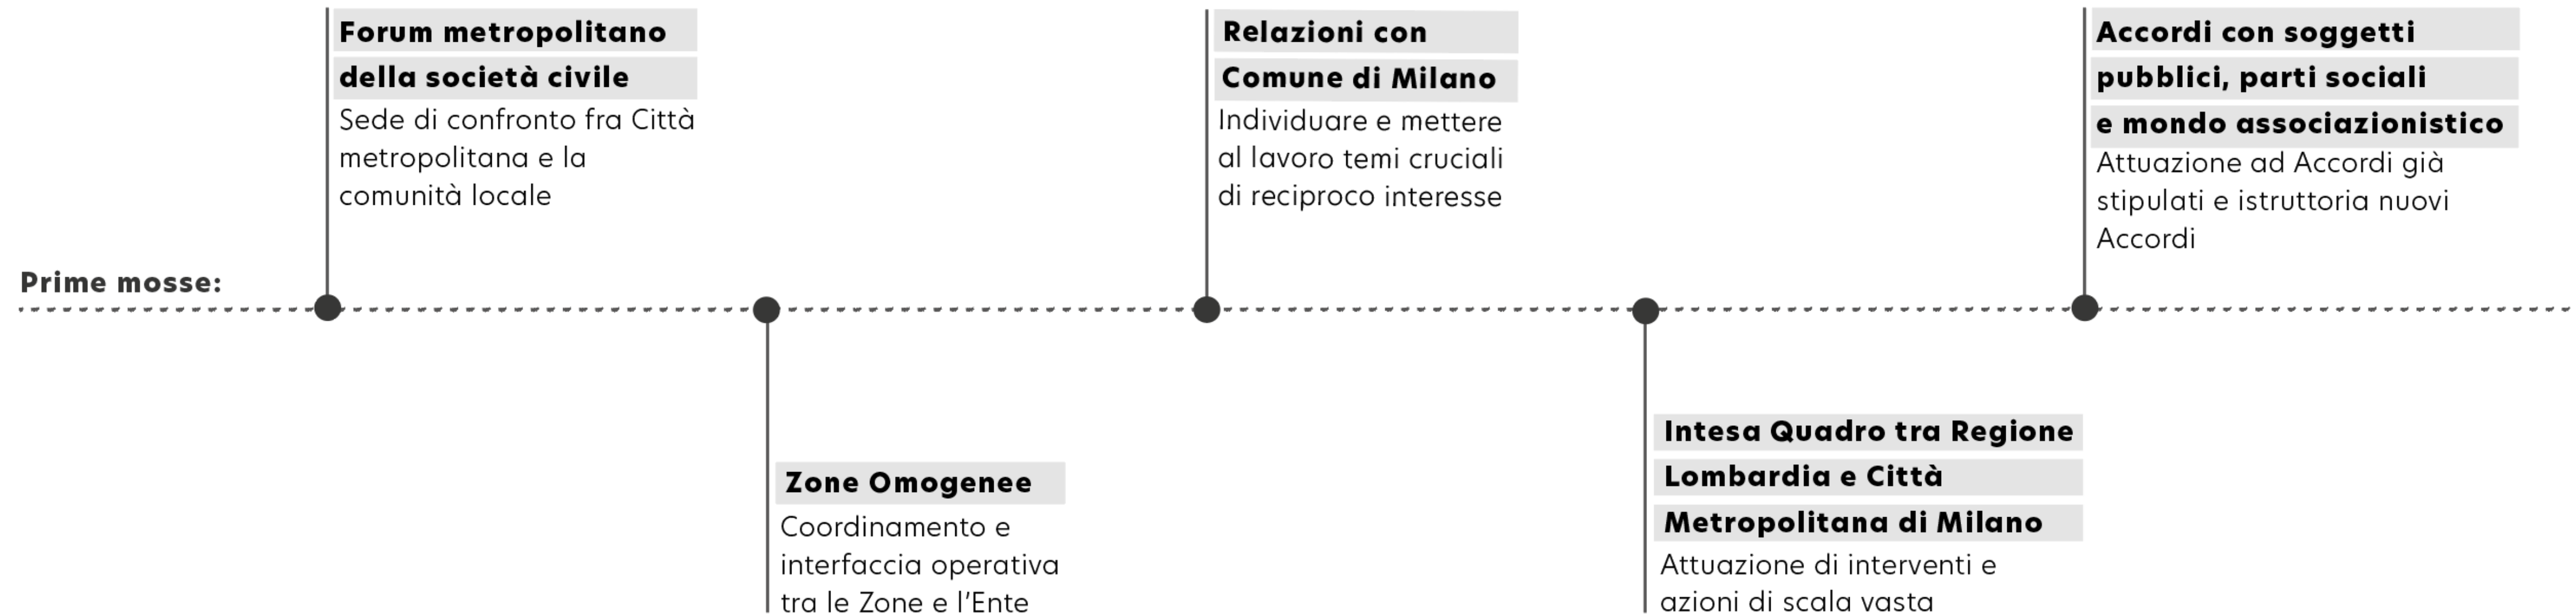 Prime mosse:
Forum metropolitano
della società civile
Sede di confronto fra Città
metropolitana e la
comunità locale
Zone Omogenee
Coordinamento e
interfaccia operativa
tra le Zone e l'Ente
Relazioni con
Comune di Milano
Individuare e mettere
al lavoro temi cruciali
di reciproco interesse
Intesa Quadro tra Regione
Lombardia e Città
Metropolitana di Milano
Attuazione di interventi e
azioni di scala vasta
Accordi con soggetti
pubblici, parti sociali
e mondo associazionistico
Attuazione ad Accordi già
stipulati e istruttoria nuovi
Accordi